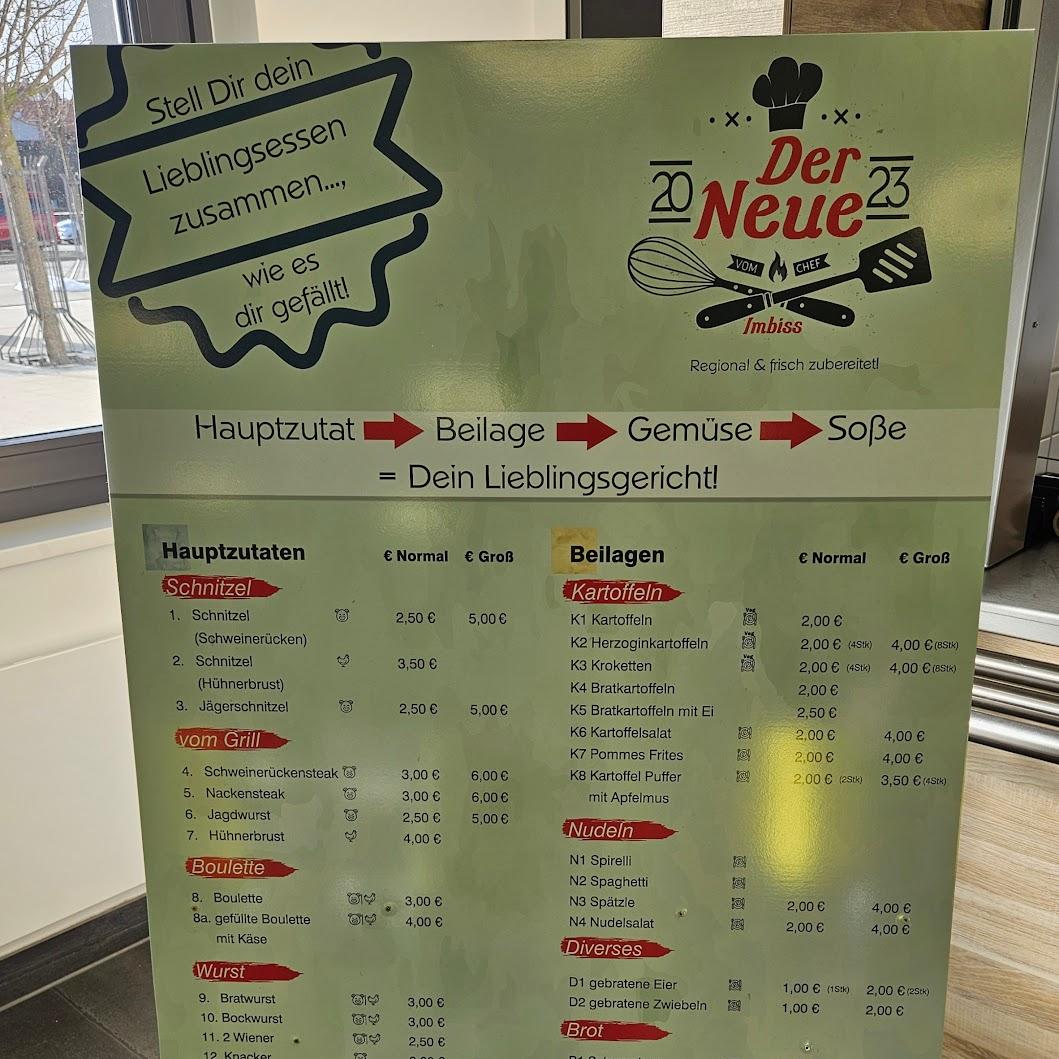 Stell Dir dein
Lieblingsessen
zusammen...,
wie es
dir gefällt!
20 Der Neue 23
VOM CHEF
Imbiss
Regional & frisch zubereitet!
Hauptzutat Beilage Gemüse Soße
= Dein Lieblingsgericht!
Hauptzutaten € Normal € Groß
Schnitzel
1. Schnitzel 2,50 € 5,00 €
(Schweinerücken)
2. Schnitzel 3,50 €
(Hühnerbrust)
3. Jägerschnitzel 2,50 € 5,00 €
vom Grill
4. Schweinerückensteak 3,00 € 6,00 €
5. Nackensteak 3,00 € 6,00 €
6. Jagdwurst 2,50 € 5,00 €
7. Hühnerbrust 4,00 €
Boulette
8. Boulette 3,00 €
8a. gefüllte Boulette 4,00 €
mit Käse
Wurst
9. Bratwurst 3,00 €
10. Bockwurst 3,00 €
11. 2 Wiener 2,50 €
12. Knacker
Beilagen € Normal € Groß
Kartoffeln
K1 Kartoffeln 2,00 €
K2 Herzoginkartoffeln 2,00 € (4Stk) 4,00 € (8Stk)
K3 Kroketten 2,00 € (4Stk) 4,00 € (8Stk)
K4 Bratkartoffeln 2,00 €
K5 Bratkartoffeln mit Ei 2,50 €
K6 Kartoffelsalat 2,00 € 4,00 €
K7 Pommes Frites 2,00 € 4,00 €
K8 Kartoffel Puffer 2,00 € (2Stk) 3,50 € (4Stk)
mit Apfelmus
Nudeln
N1 Spirelli
N2 Spaghetti
N3 Spätzle 2,00 € 4,00 €
N4 Nudelsalat 2,00 € 4,00 €
Diverses
D1 gebratene Eier 1,00 € (1Stk) 2,00 € (2Stk)
D2 gebratene Zwiebeln 1,00 € 2,00 €
Brot